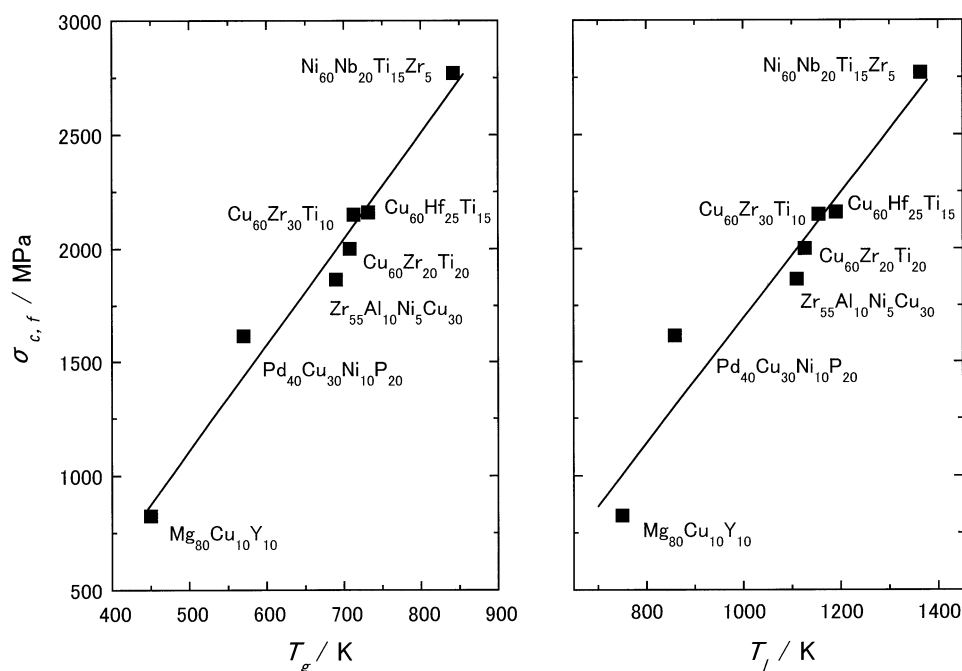 3000
2500
2000
1500
1000
500
σ c, f / MPa
Ni60Nb20Ti15Zr5
Cu60Zr30Ti10
Cu60Hf25Ti15
Cu60Zr20Ti20
Zr55Al10Ni5Cu30
Pd40Cu30Ni10P20
Mg80Cu10Y10
400 500 600 700 800 900
Tg / K
Ni60Nb20Ti15Zr5
Cu60Zr30Ti10
Cu60Hf25Ti15
Cu60Zr20Ti20
Zr55Al10Ni5Cu30
Pd40Cu30Ni10P20
Mg80Cu10Y10
800 1000 1200 1400
Tl / K